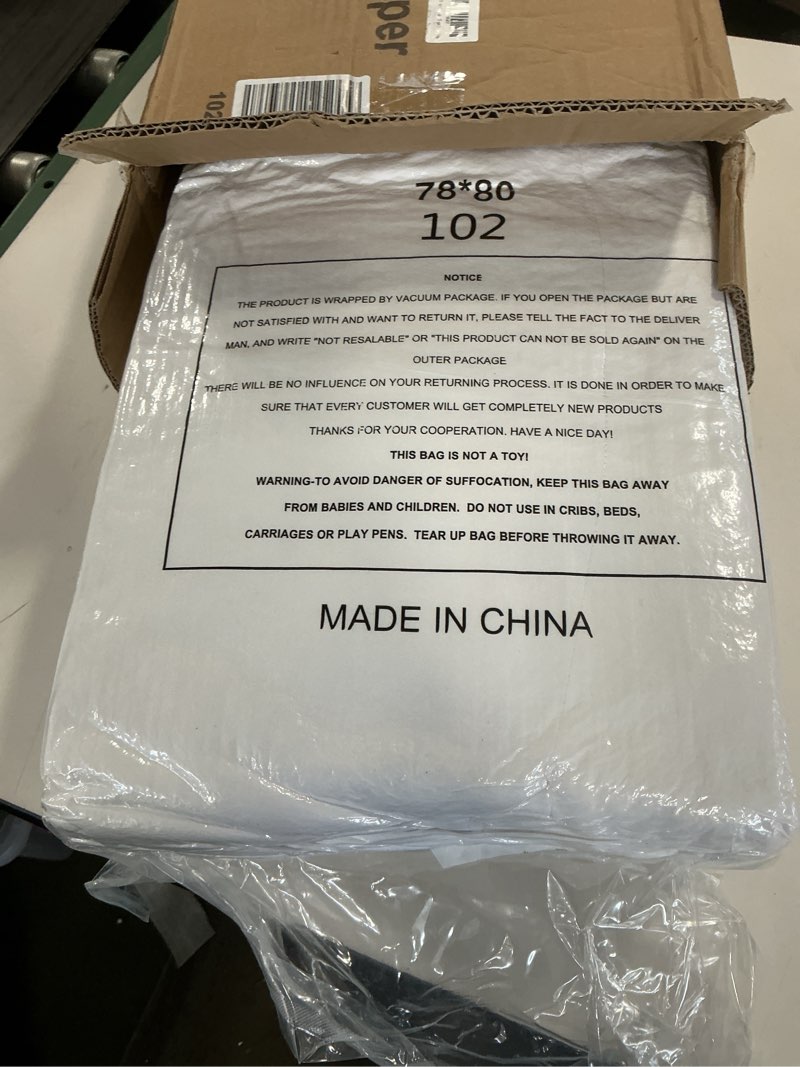 per
102
78*80
102
NOTICE
THE PRODUCT IS WRAPPED BY VACUUM PACKAGE. IF YOU OPEN THE PACKAGE BUT ARE
NOT SATISFIED WITH AND WANT TO RETURN IT, PLEASE TELL THE FACT TO THE DELIVER
MAN, AND WRITE "NOT RESALABLE" OR "THIS PRODUCT CAN NOT BE SOLD AGAIN" ON THE
OUTER PACKAGE
THERE WILL BE NO INFLUENCE ON YOUR RETURNING PROCESS. IT IS DONE IN ORDER TO MAKE
SURE THAT EVERY CUSTOMER WILL GET COMPLETELY NEW PRODUCTS
THANKS FOR YOUR COOPERATION. HAVE A NICE DAY!
THIS BAG IS NOT A TOY!
WARNING-TO AVOID DANGER OF SUFFOCATION, KEEP THIS BAG AWAY
FROM BABIES AND CHILDREN. DO NOT USE IN CRIBS, BEDS,
CARRIAGES OR PLAY PENS. TEAR UP BAG BEFORE THROWING IT AWAY.
MADE IN CHINA